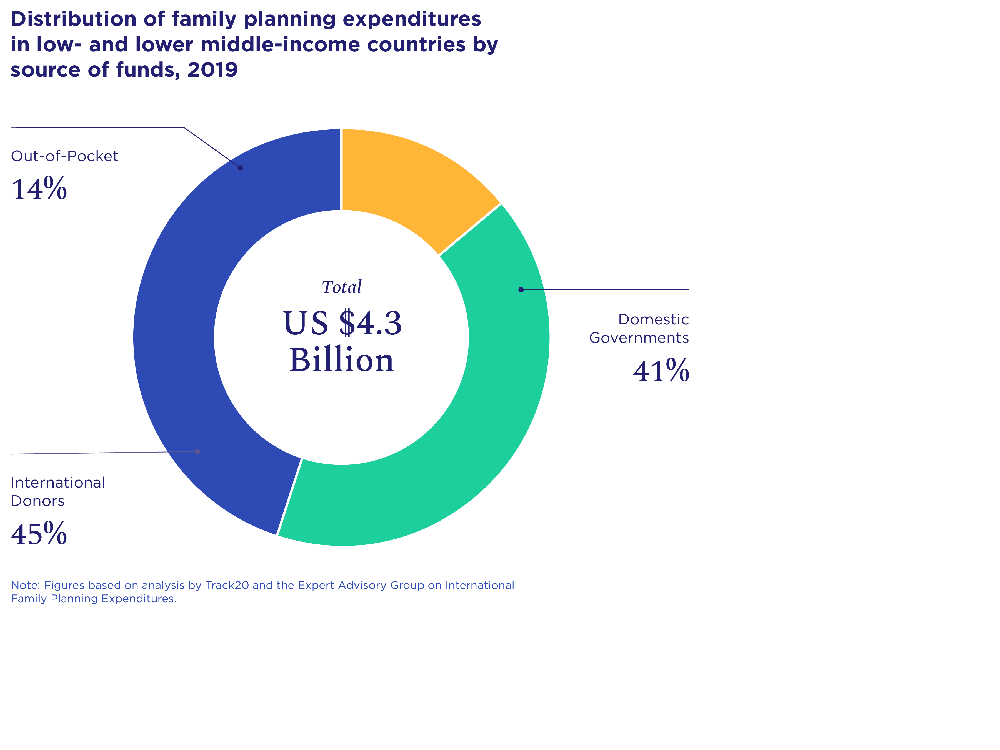 Distribution of family planning expenditures
in low- and lower middle-income countries by
source of funds, 2019
Out-of-Pocket
14%
Total
US $4.3
Billion
Domestic
Governments
41%
International
Donors
45%
Note: Figures based on analysis by Track20 and the Expert Advisory Group on International
Family Planning Expenditures.